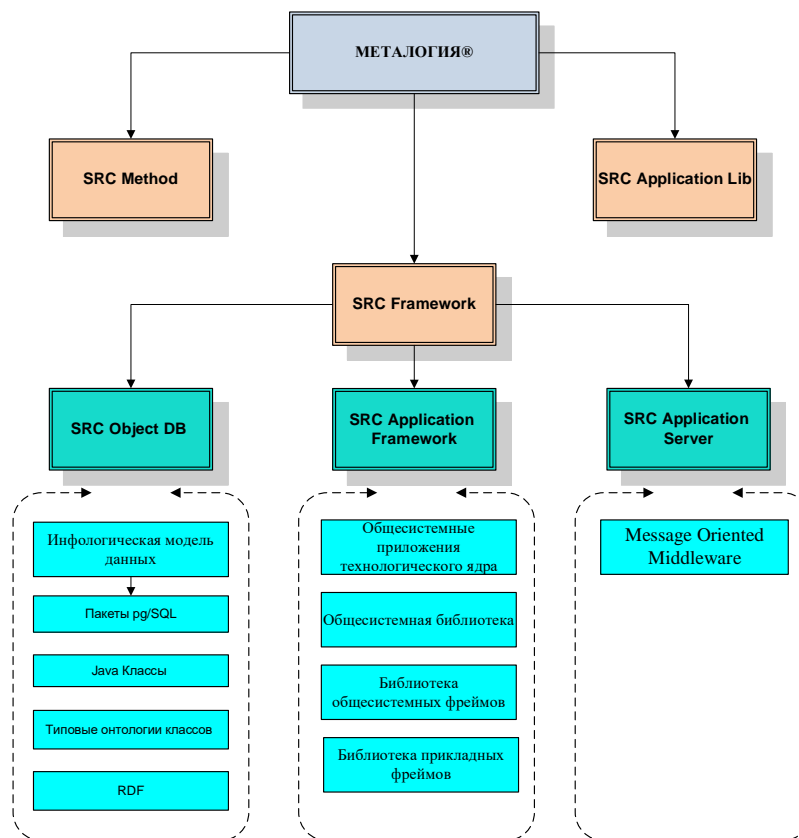 МЕТАЛОГИЯ®
SRC Method
SRC Application Lib
SRC Framework
SRC Object DB
SRC Application
Framework
SRC Application
Server
Инфологическая модель
данных
Пакеты pg/SQL
Java Классы
Типовые онтологии классов
RDF
Общесистемные
приложения
технологического ядра
Общесистемная библиотека
Библиотека
общесистемных фреймов
Библиотека прикладных
фреймов
Message Oriented
Middleware